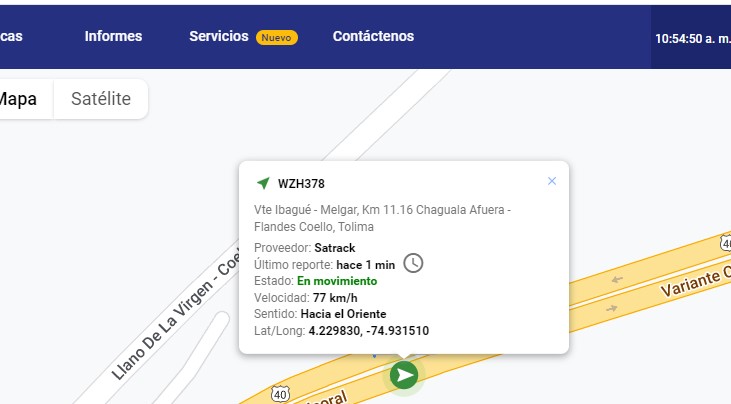 cas Informes Servicios Nuevo Contáctenos 10:54:50 a. m.
Mapa Satélite
WZH378 ×
Vte Ibagué - Melgar, Km 11.16 Chaguala Afuera -
Flandes Coello, Tolima
Proveedor: Satrack
Último reporte: hace 1 min
Estado: En movimiento
Velocidad: 77 km/h
Sentido: Hacia el Oriente
Lat/Long: 4.229830, -74.931510
Llano De La Virgen - Coe
Variante C
40
40